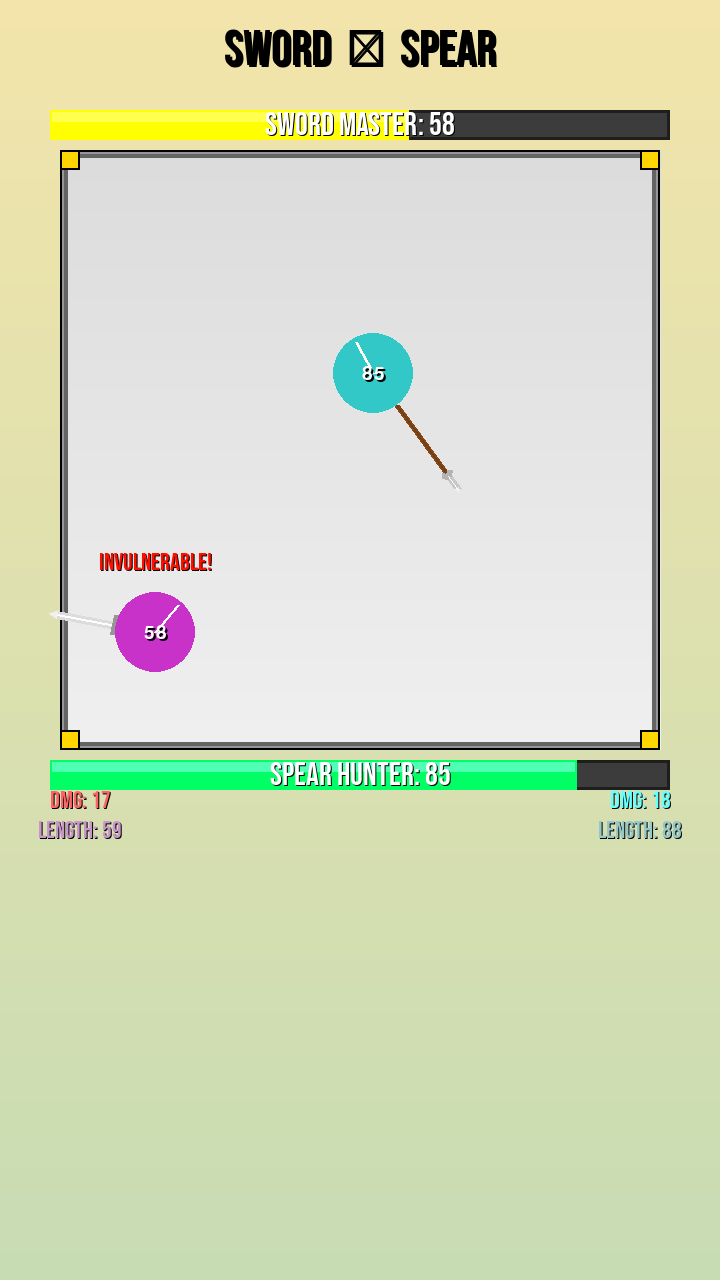 SWORD SPEAR
SWORD MASTER: 58
85
INVULNERABLE!
58
SPEAR HUNTER: 85
DMG: 17 DMG: 18
LENGTH: 59 LENGTH: 88